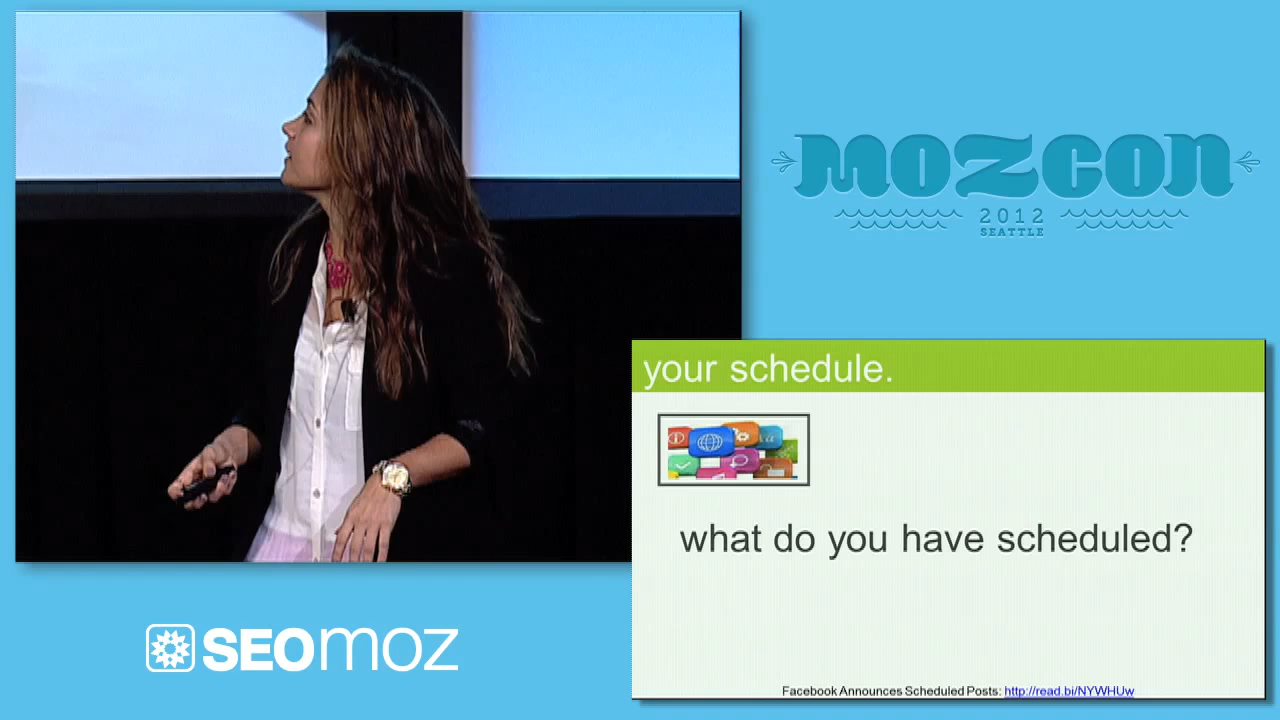 MOZCON
2012
SEATTLE
your schedule.
what do you have scheduled?
Facebook Announces Scheduled Posts: http://read.bi/NYWHUw
SEOmoz